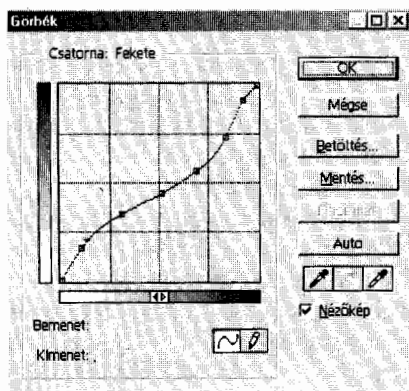 Görbék
Csatorna: Fekete
OK
Mégse
Betöltés...
Mentés...
Auto
Nézőkép
Bemenet:
Kimenet: